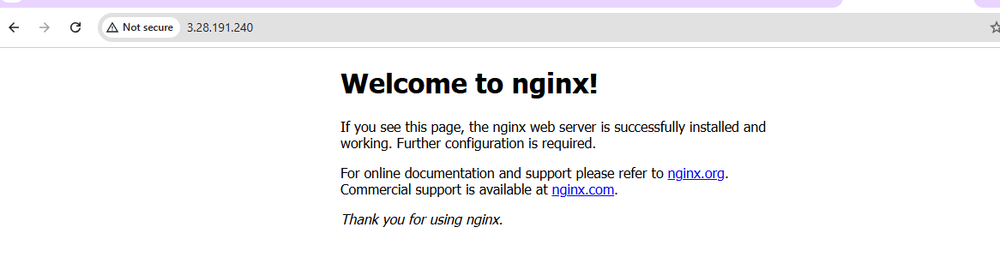 Not secure 3.28.191.240
Welcome to nginx!
If you see this page, the nginx web server is successfully installed and
working. Further configuration is required.
For online documentation and support please refer to nginx.org.
Commercial support is available at nginx.com.
Thank you for using nginx.